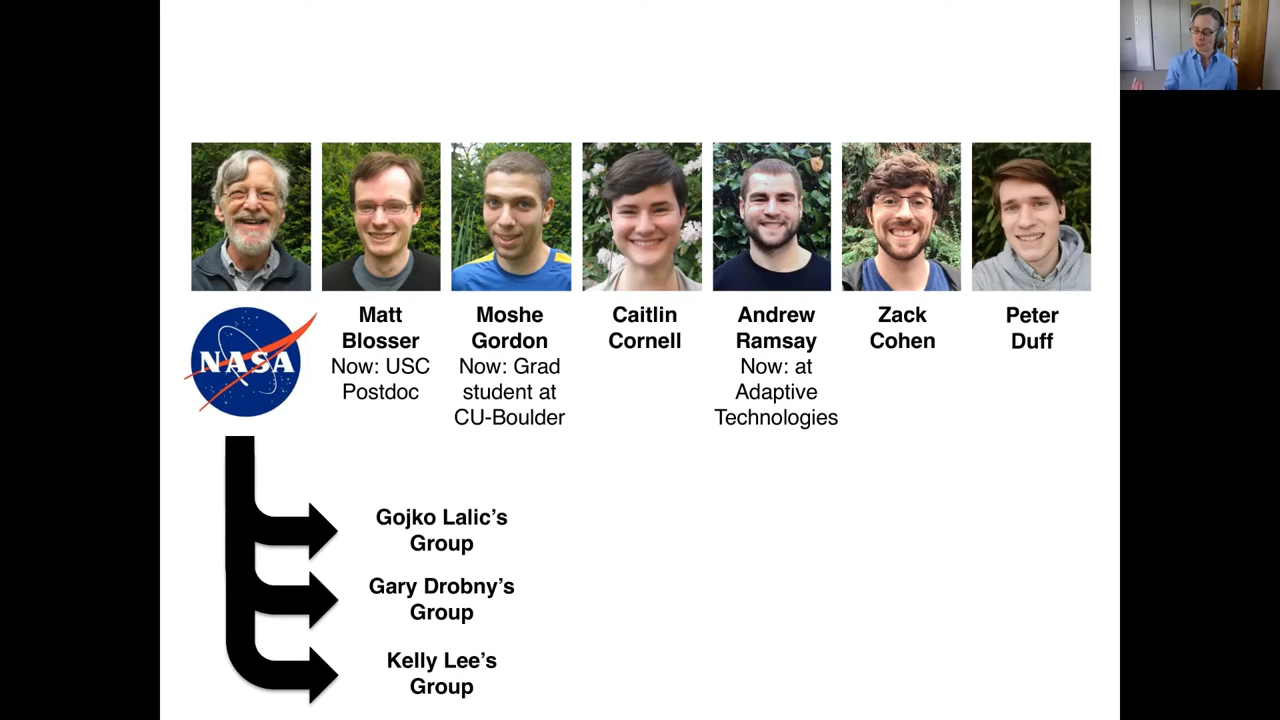 NASA
Matt
Blosser
Now: USC
Postdoc
Moshe
Gordon
Now: Grad
student at
CU-Boulder
Caitlin
Cornell
Andrew
Ramsay
Now: at
Adaptive
Technologies
Zack
Cohen
Peter
Duff
Gojko Lalic’s
Group
Gary Drobny’s
Group
Kelly Lee’s
Group